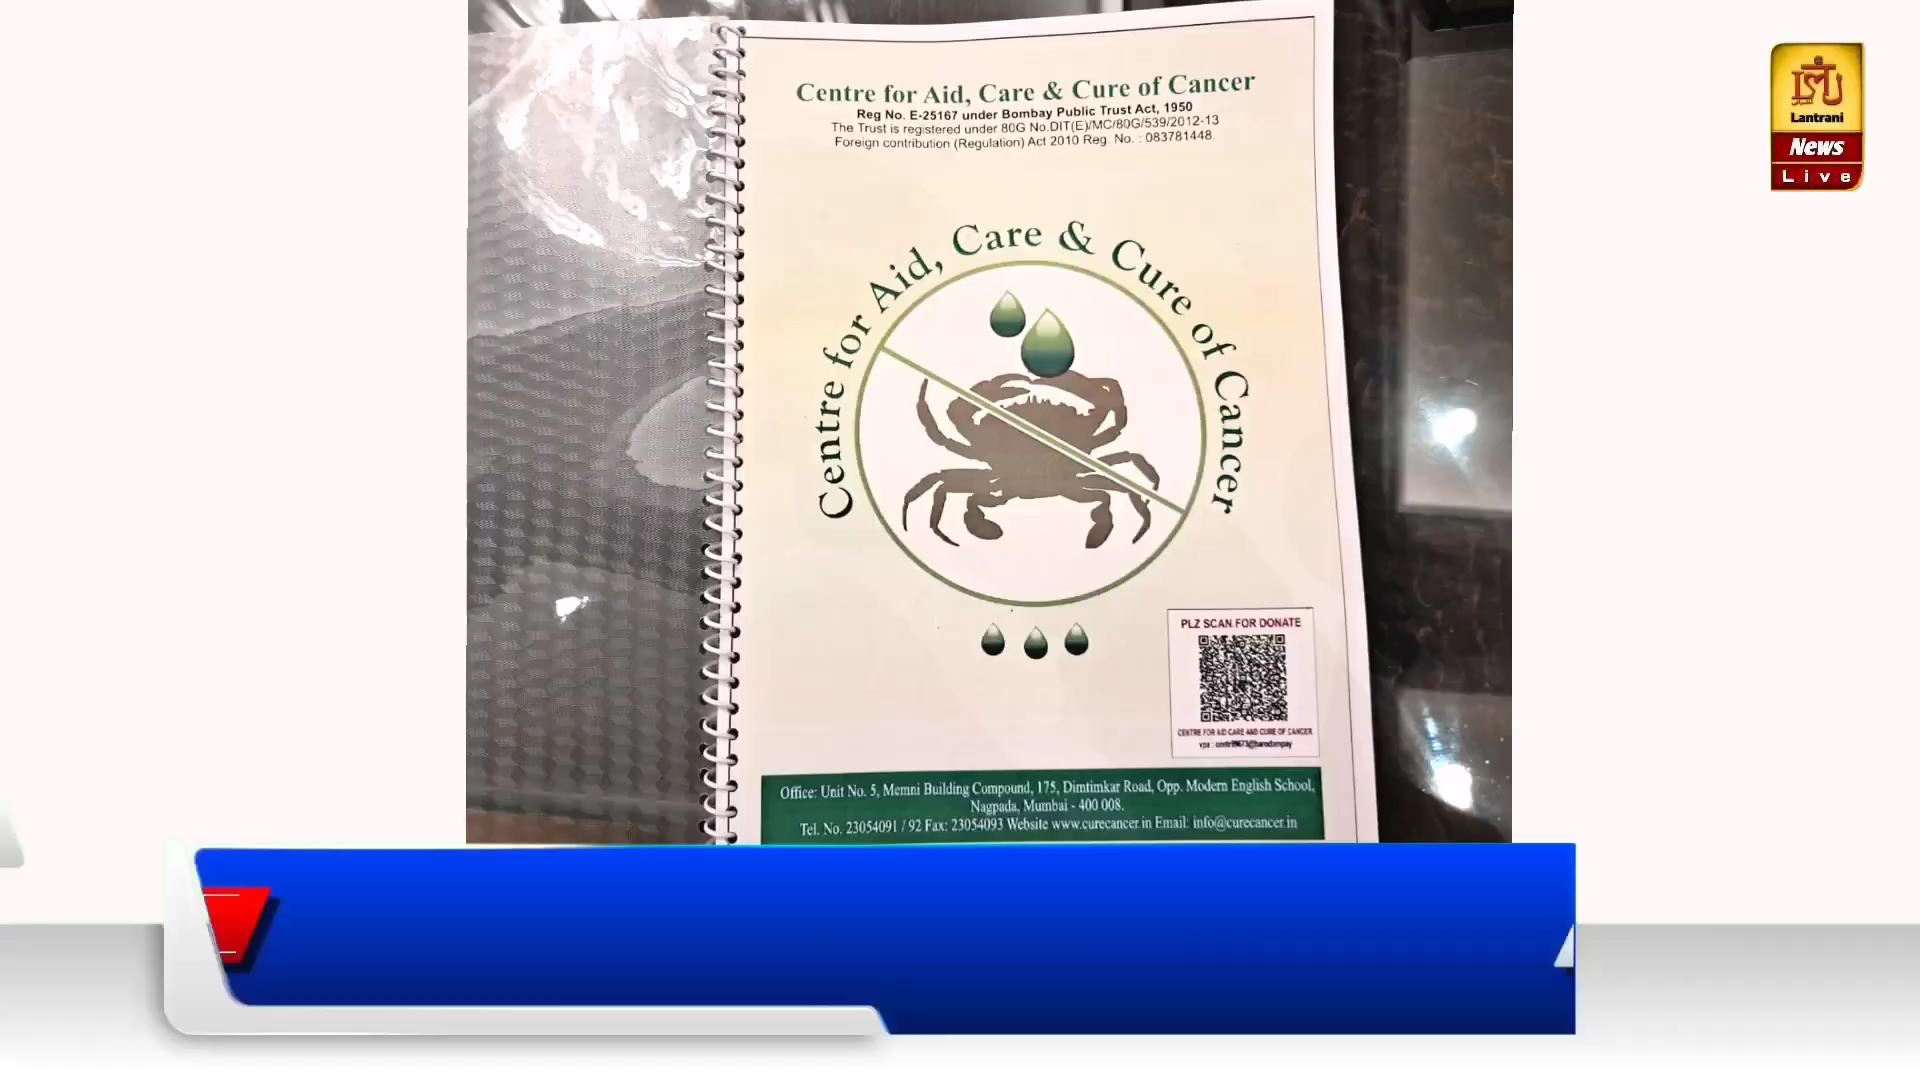 Centre for Aid, Care & Cure of Cancer
Reg No. E-25167 under Bombay Public Trust Act, 1950
The Trust is registered under 80G No.DIT(E)/MC/80G/539/2012-13
Foreign contribution (Regulation) Act 2010 Reg. No. : 083781448.
Centre for Aid, Care & Cure of Cancer
PLZ SCAN FOR DONATE
CENTRE FOR AID CARE AND CURE OF CANCER
vpa :
Office: Unit No. 5, Memni Building Compound, 175, Dimtimkar Road, Opp. Modern English School,
Nagpada, Mumbai - 400 008.
Tel. No. 23054091 / 92 Fax: 23054093 Website www.curecancer.in Email: info@curecancer.in
Lantrani
News
Live